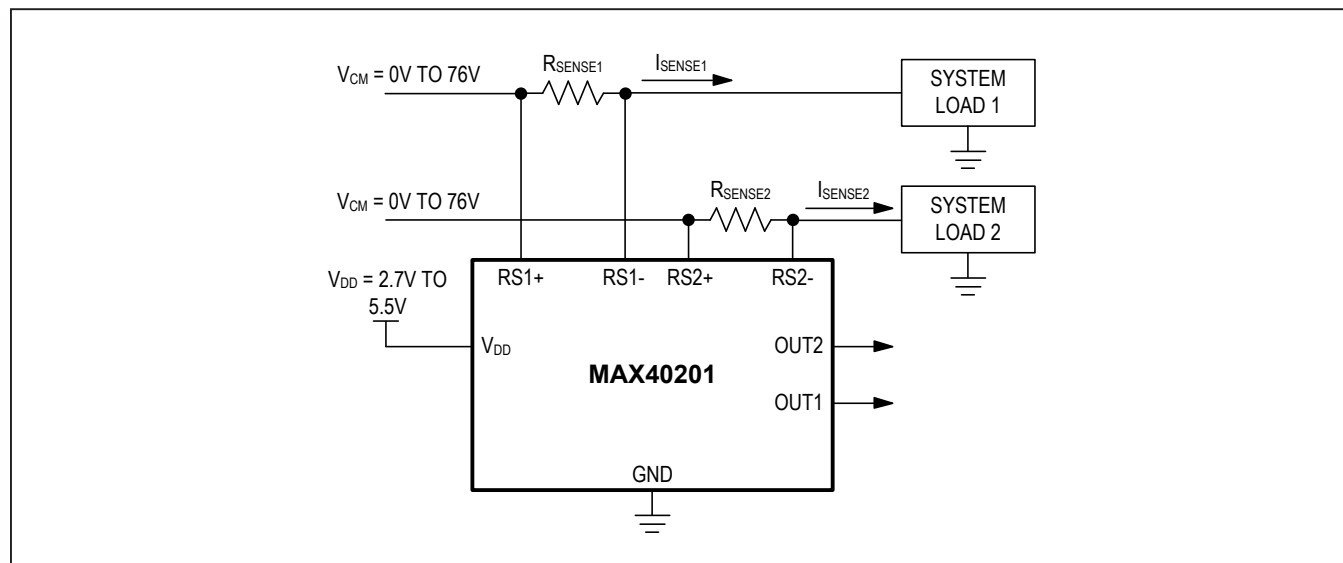 V_CM = 0V TO 76V
R_SENSE1
I_SENSE1
SYSTEM
LOAD 1
V_CM = 0V TO 76V
R_SENSE2
I_SENSE2
SYSTEM
LOAD 2
V_DD = 2.7V TO
5.5V
RS1+
RS1-
RS2+
RS2-
V_DD
OUT2
MAX40201
OUT1
GND